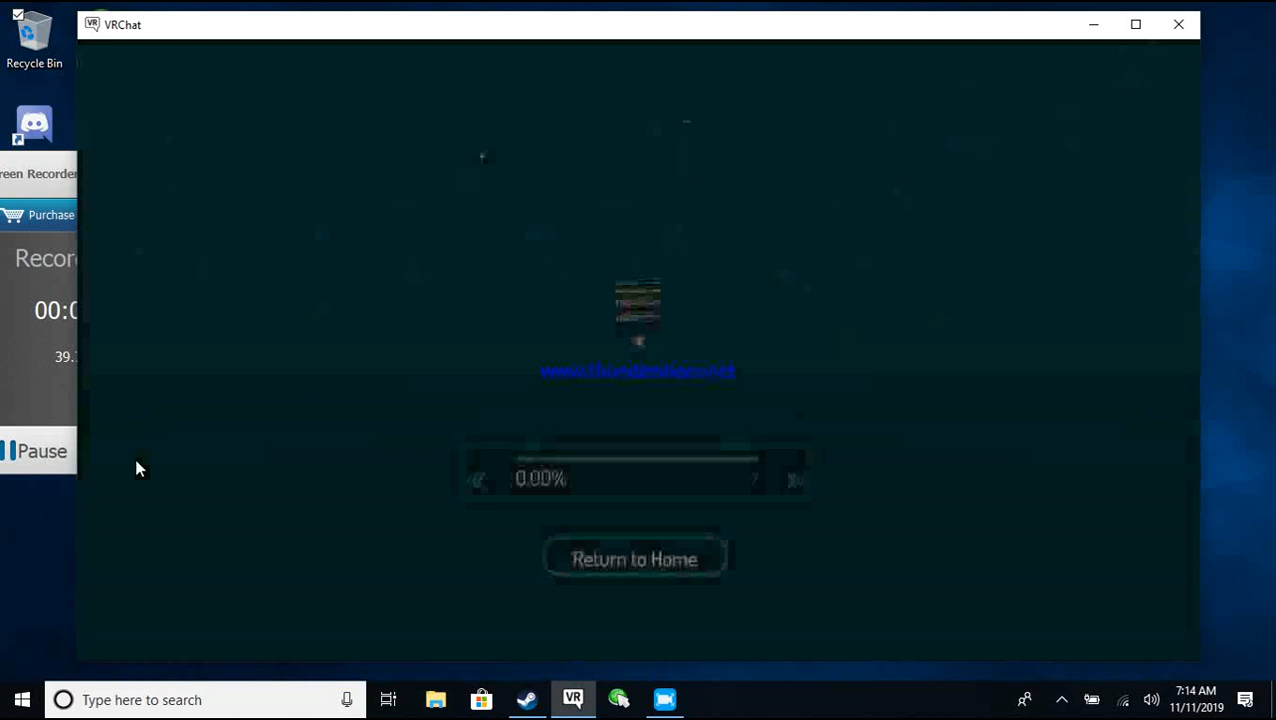 VRChat
Recycle Bin
reen Recorder
Purchase
Recor
00:0
39.
Pause
0.00%
Return to Home
Type here to search
VR
7:14 AM
11/11/2019